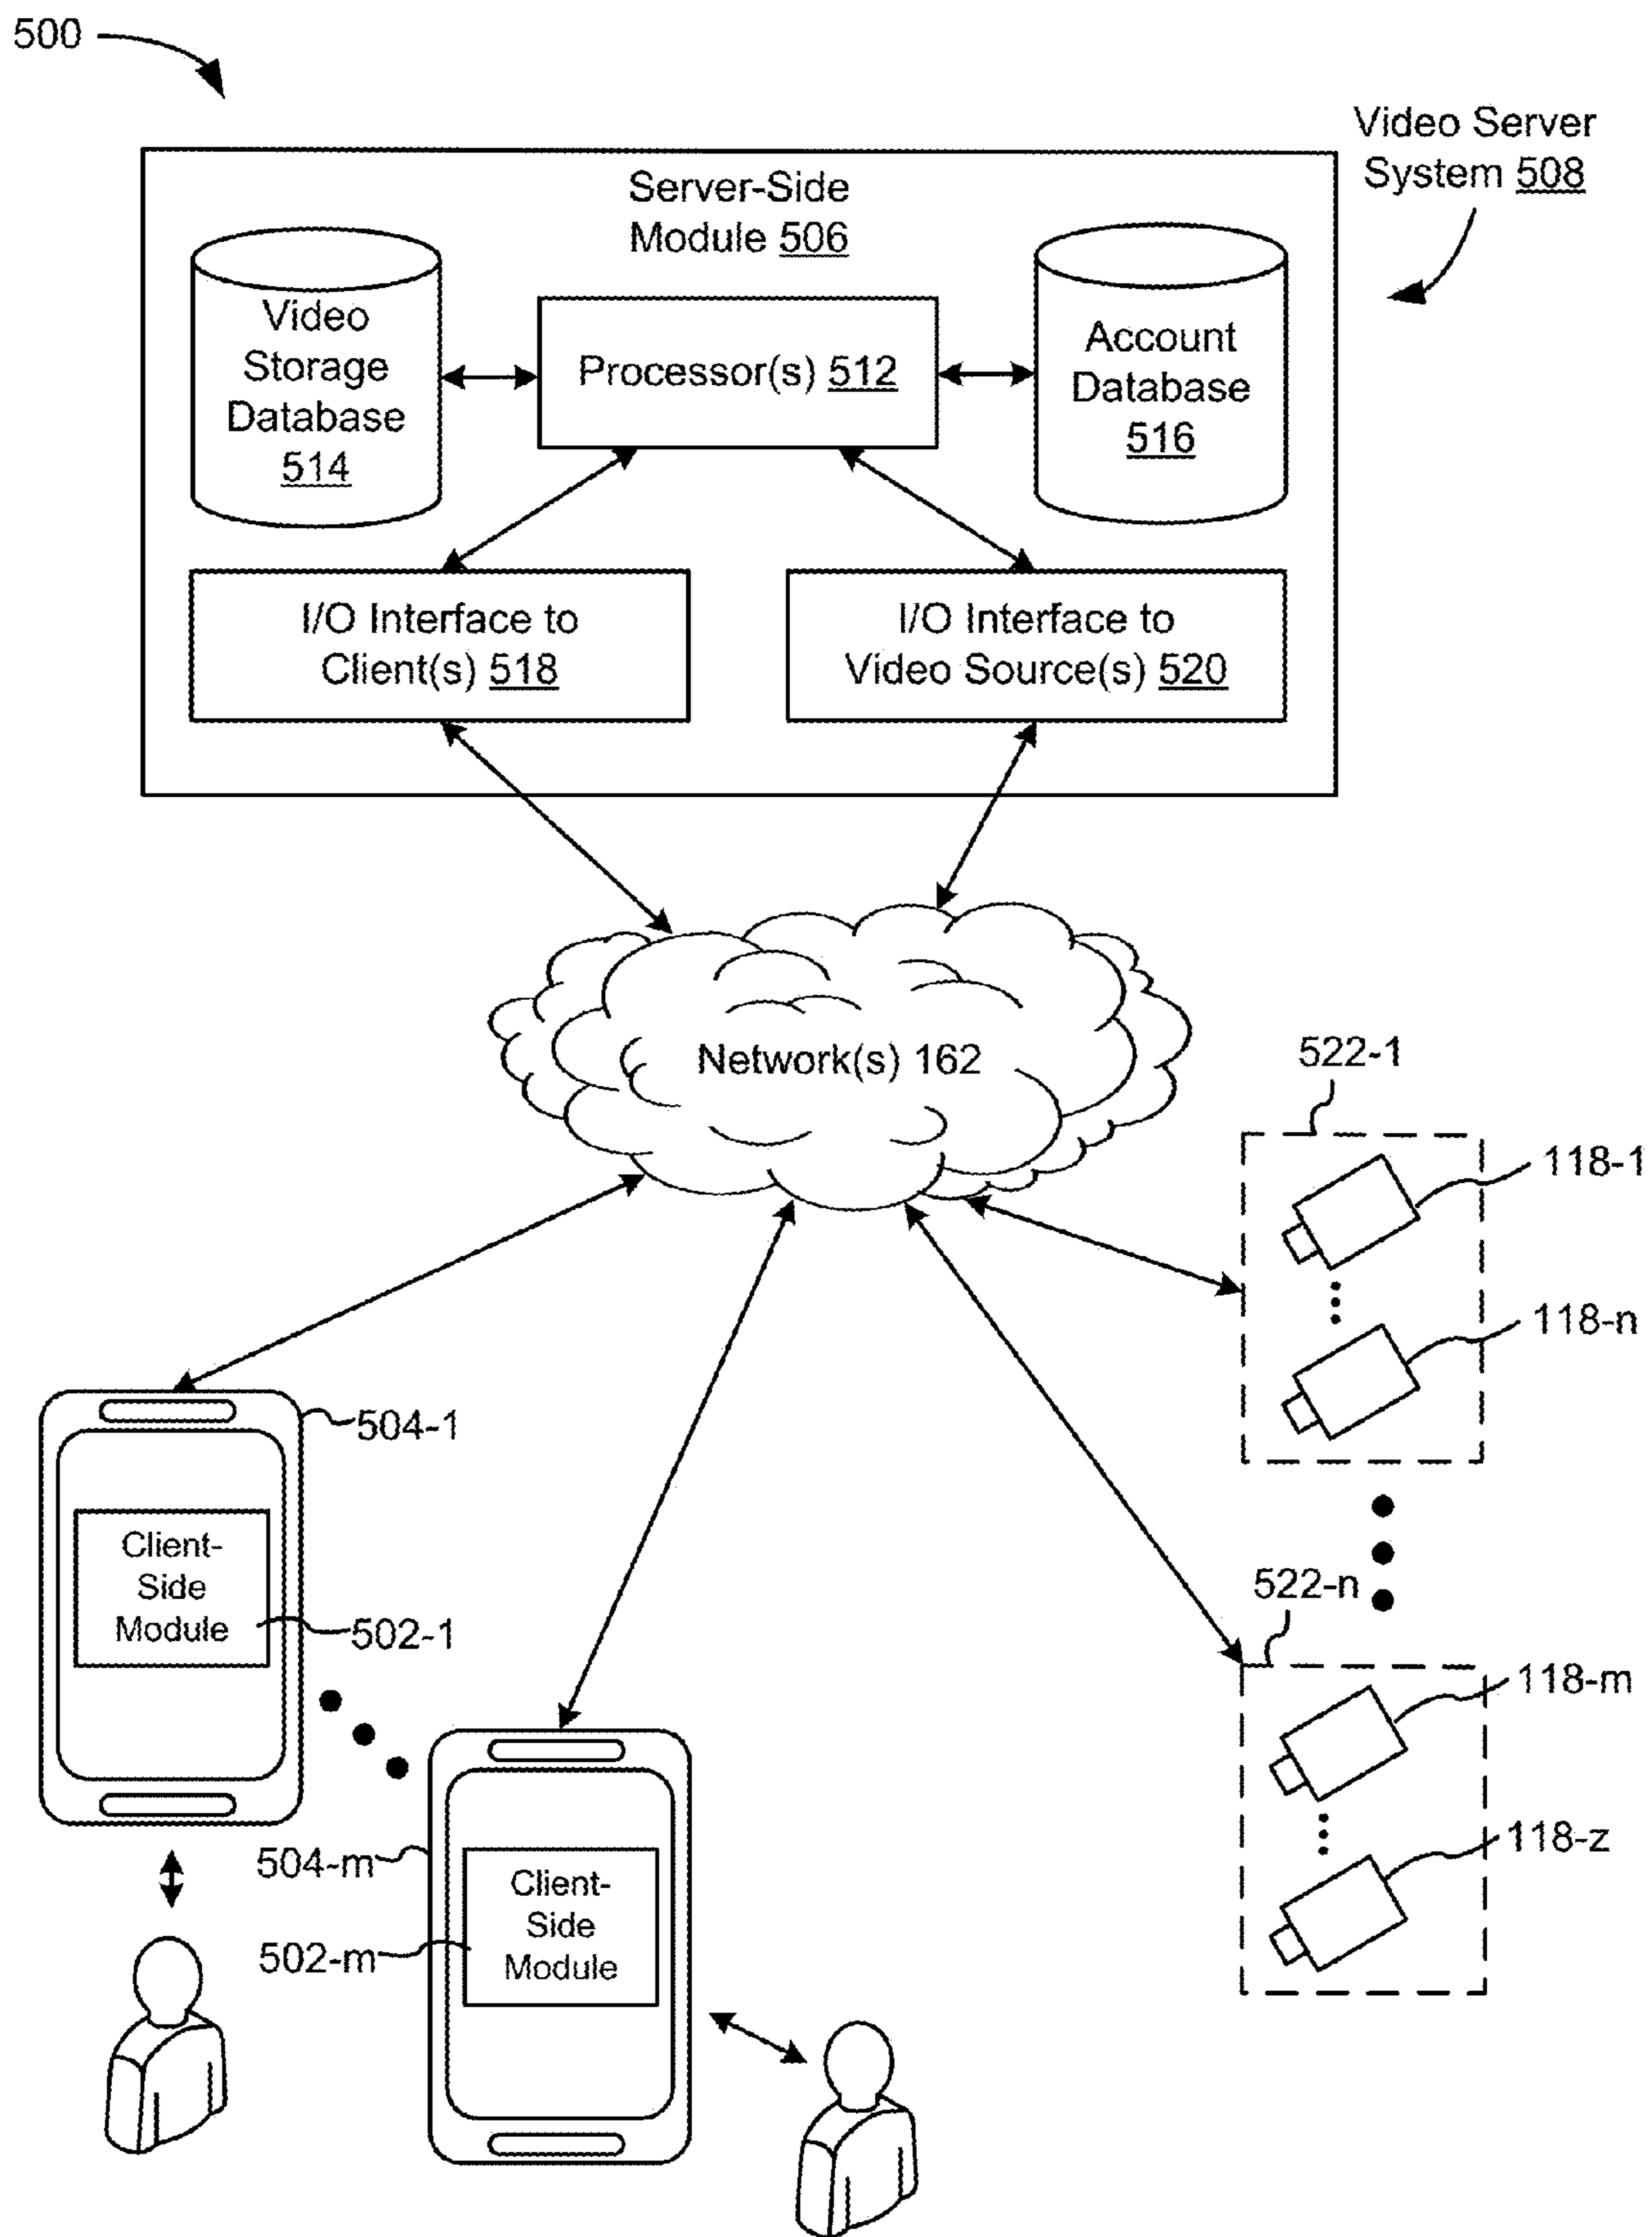 500
Video Server
System 508
Server-Side
Module 506
Video
Storage
Database
514
Processor(s) 512
Account
Database
516
I/O Interface to
Client(s) 518
I/O Interface to
Video Source(s) 520
Network(s) 162
522-1
118-1
118-n
504-1
Client-
Side
Module
502-1
522-n
118-m
118-z
504-m
Client-
Side
Module
502-m